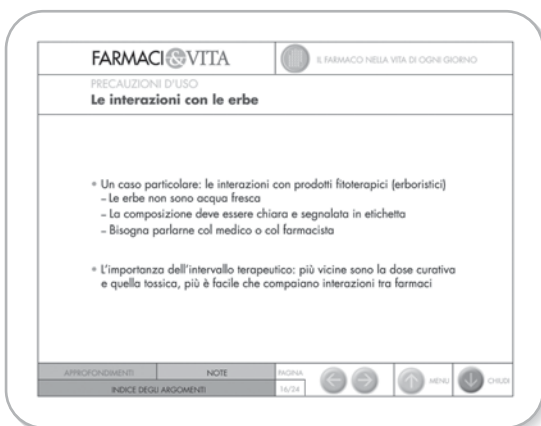 FARMACI&VITA
IL FARMACO NELLA VITA DI OGNI GIORNO
PRECAUZIONI D'USO
Le interazioni con le erbe
• Un caso particolare: le interazioni con prodotti fitoterapici (erboristici)
– Le erbe non sono acqua fresca
– La composizione deve essere chiara e segnalata in etichetta
– Bisogna parlarne col medico o col farmacista
• L'importanza dell'intervallo terapeutico: più vicine sono la dose curativa
e quella tossica, più è facile che compaiano interazioni tra farmaci
APPROFONDIMENTI
NOTE
PAGINA
MENU
CHIUDI
INDICE DEGLI ARGOMENTI
16/24